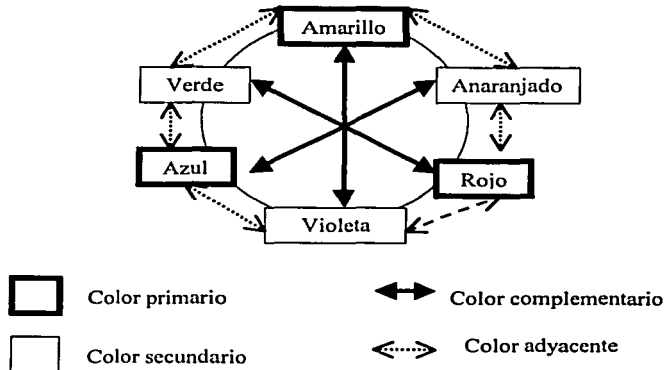 Amarillo
Verde
Anaranjado
Azul
Rojo
Violeta
Color primario
Color complementario
Color secundario
Color adyacente